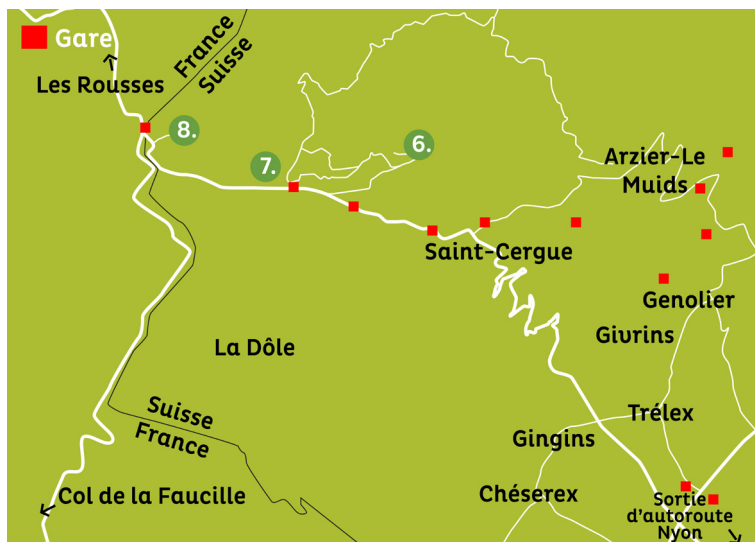 Gare
Les Rousses
France
Suisse
8.
7.
6.
Arzier-Le
Muids
Saint-Cergue
Genolier
Givrins
La Dôle
Suisse
France
Trélex
Gingins
Chéserex
Col de la Faucille
Sortie
d'autoroute
Nyon